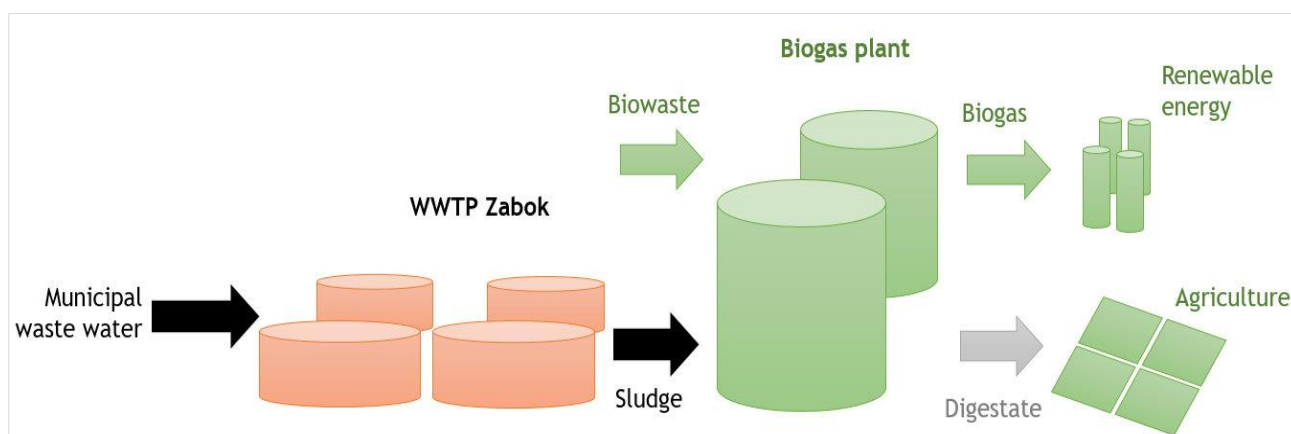 Biogas plant
Renewable
energy
Biowaste
Biogas
WWTP Zabok
Municipal
waste water
Agriculture
Sludge
Digestate